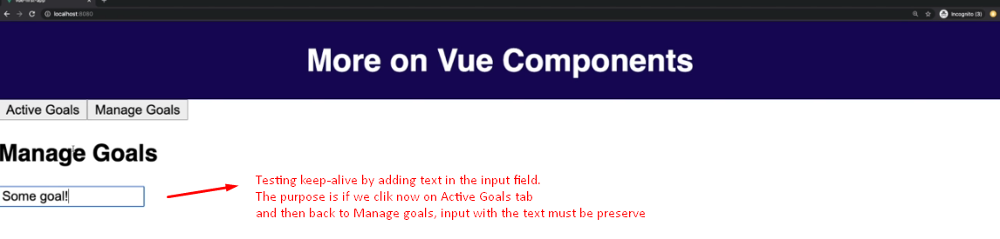 localhost:8080
Incognito (3)
More on Vue Components
Active Goals
Manage Goals
Manage Goals
Some goal!
Testing keep-alive by adding text in the input field.
The purpose is if we clik now on Active Goals tab
and then back to Manage goals, input with the text must be preserve